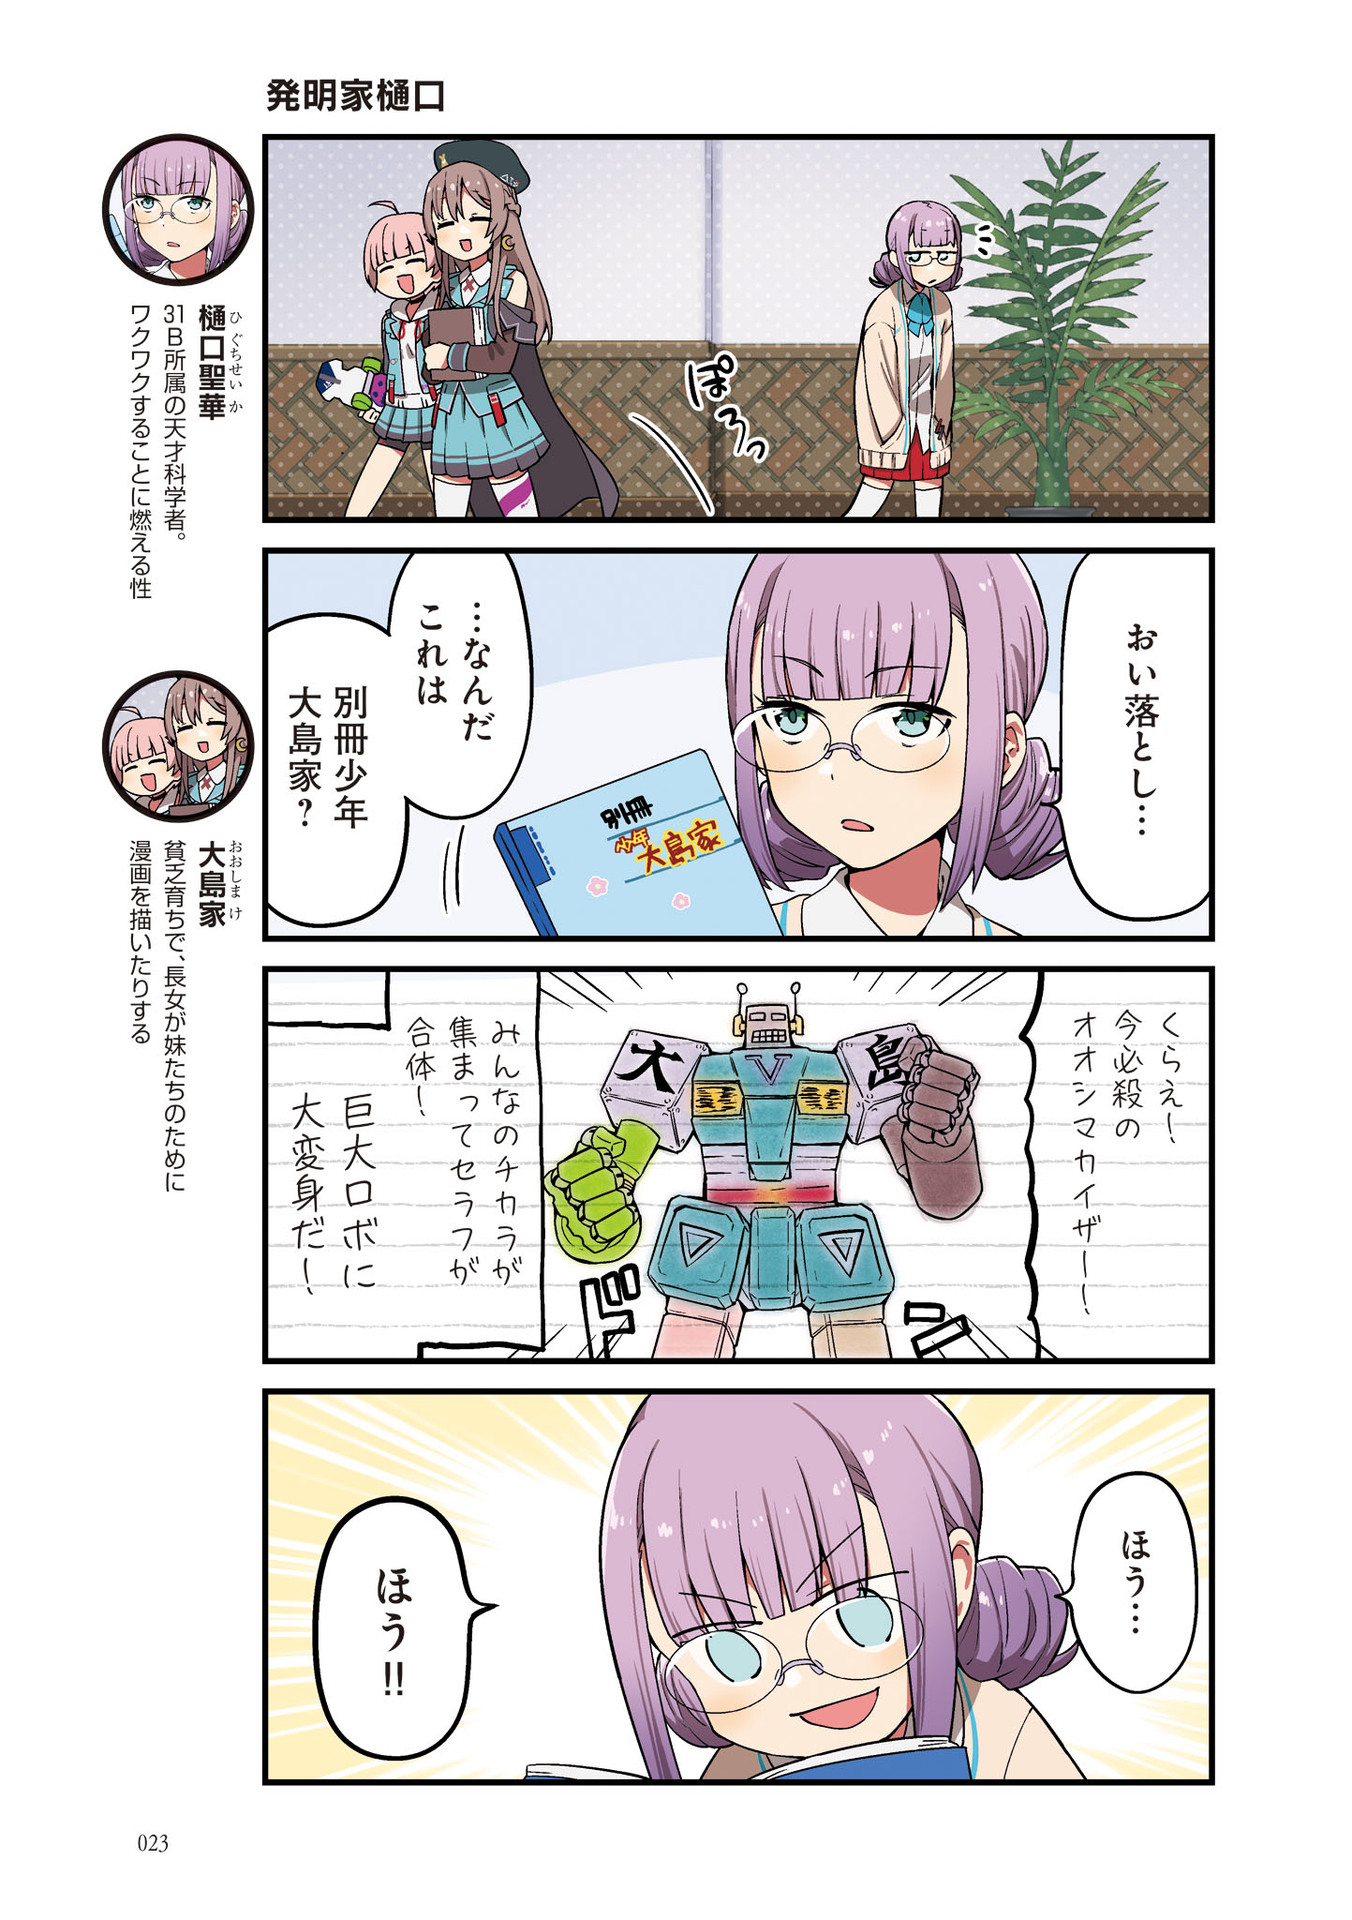 発明家樋口
樋口聖華
ひぐちせいか
31B所属の天才科学者。
ワクワクすることに燃える性
大島家
おおしまけ
貧乏育ちで、長女が妹たちのために
漫画を描いたりする
ぽろっ
おい落とし…
…なんだ
これは
別冊少年
大島家?
別冊
少年
大島家
くらえー!
今必殺の
オオシマカイザーー!
大
島
V
みんなのチカラが
集まってセラフが
合体!
巨大ロボに
大変身だ!
ほう…
ほう!!
023